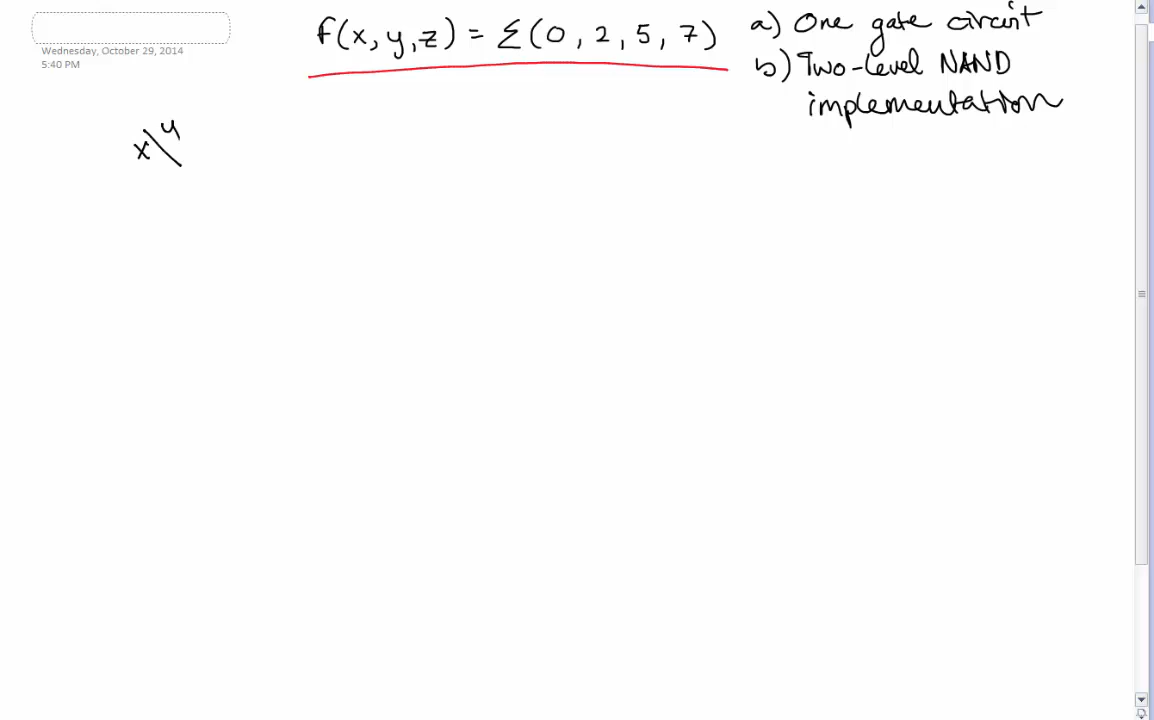 f(x,y,z) = Σ(0, 2, 5, 7)
a) One gate circuit
b) Two-level NAND
implementation
Wednesday, October 29, 2014
5:40 PM
x\y